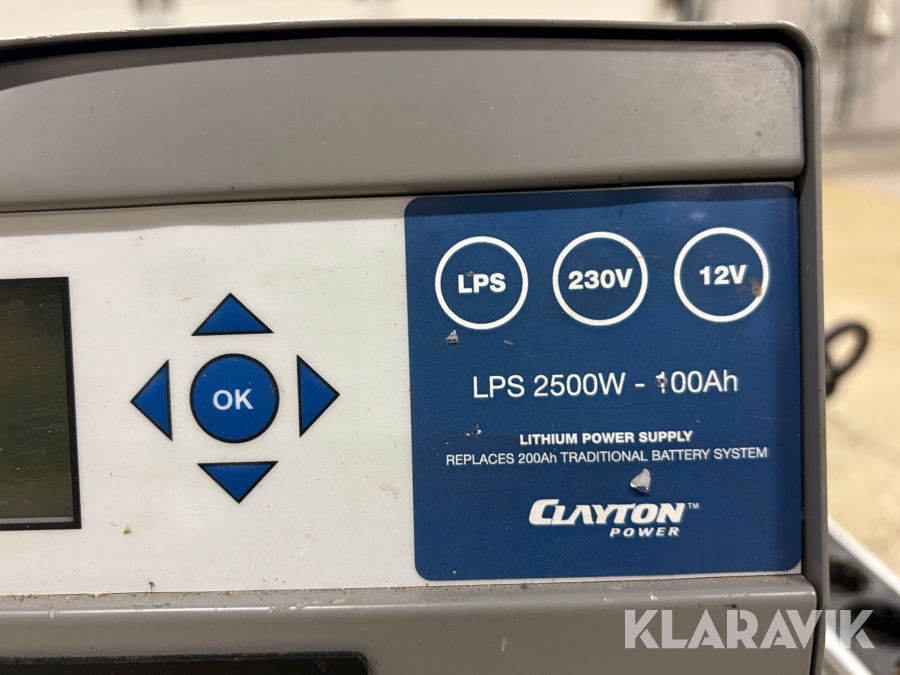 LPS 230V 12V
OK
LPS 2500W - 100Ah
LITHIUM POWER SUPPLY
REPLACES 200Ah TRADITIONAL BATTERY SYSTEM
CLAYTON™
POWER
KLARAVIK